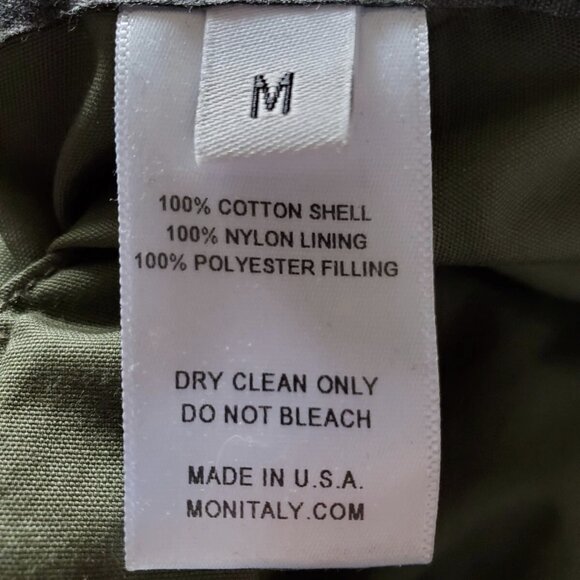 M
100% COTTON SHELL
100% NYLON LINING
100% POLYESTER FILLING
DRY CLEAN ONLY
DO NOT BLEACH
MADE IN U.S.A.
MONITALY.COM